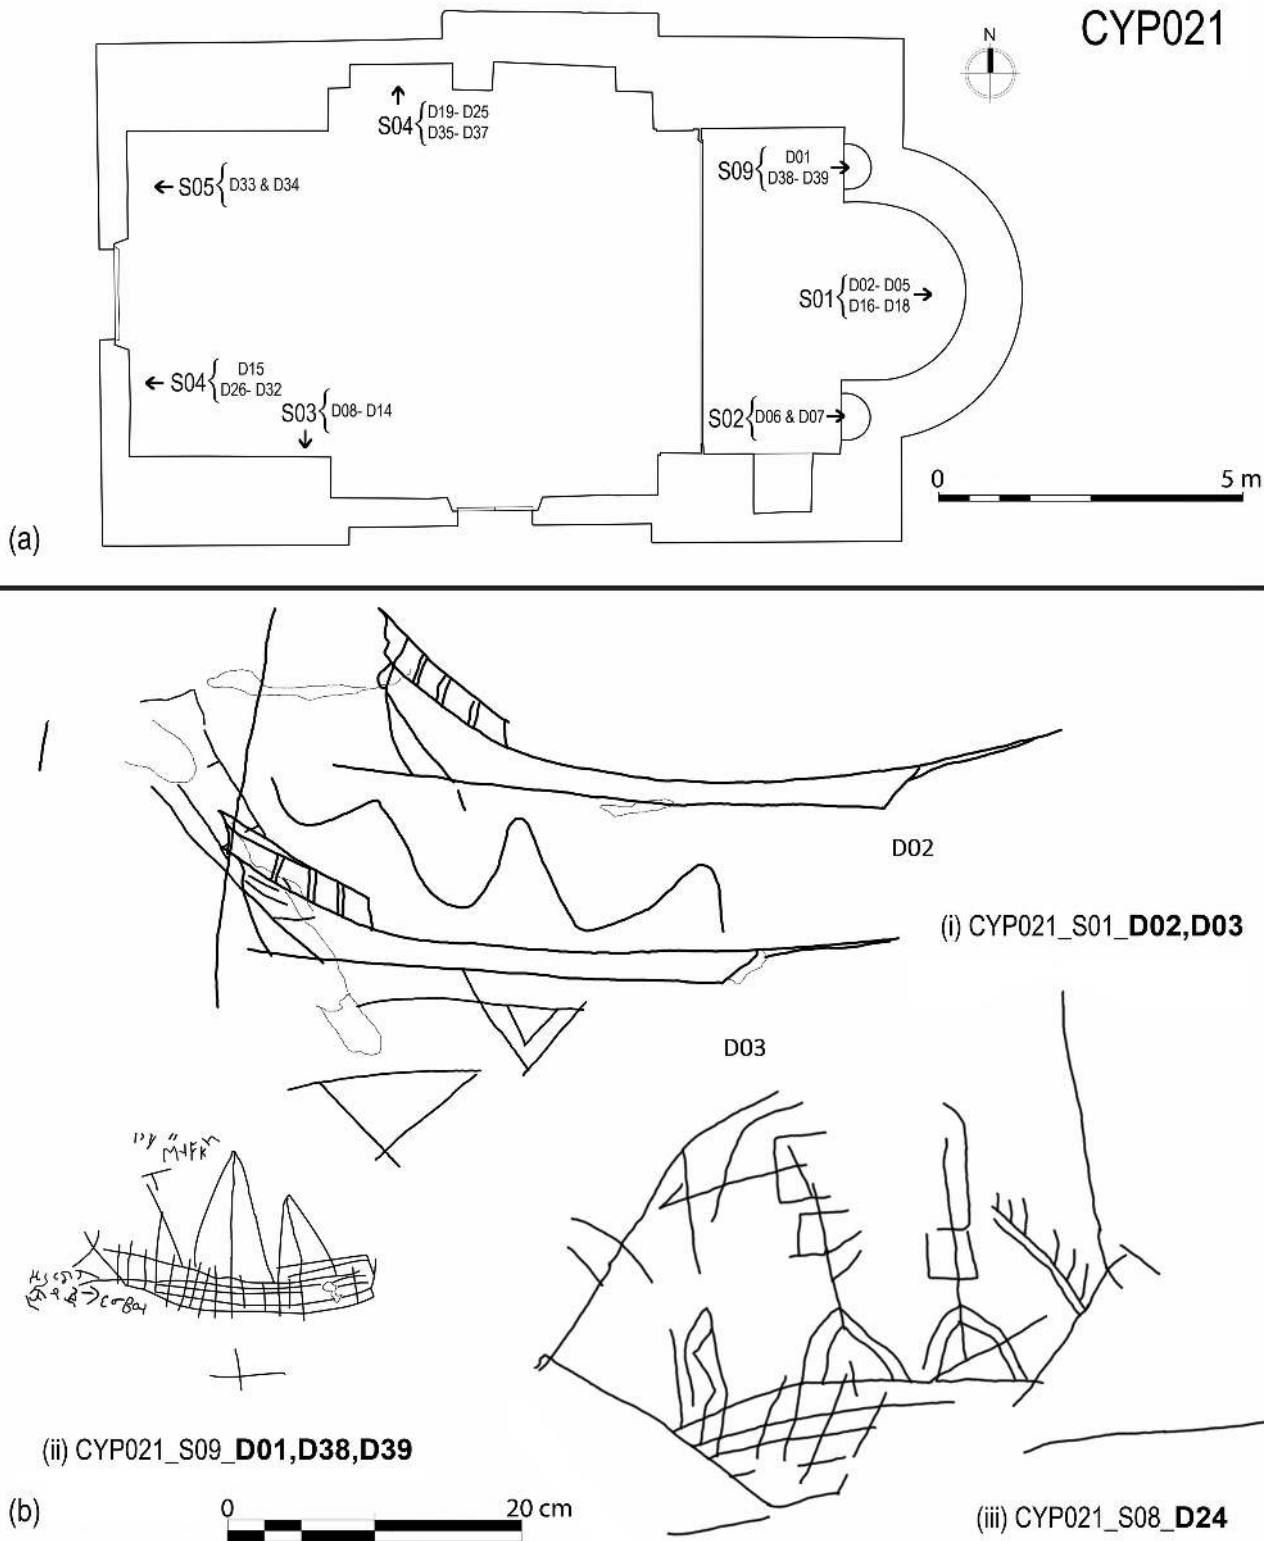 CYP021
N
S04 { D19- D25
D35- D37
S09 { D01
D38- D39
S05 { D33 & D34
S01 { D02- D05
D16- D18
S04 { D15
D26- D32
S03 { D08- D14
S02 { D06 & D07
0 5 m
(a)
D02
(i) CYP021_S01_D02,D03
D03
(ii) CYP021_S09_D01,D38,D39
(b)
0 20 cm
(iii) CYP021_S08_D24